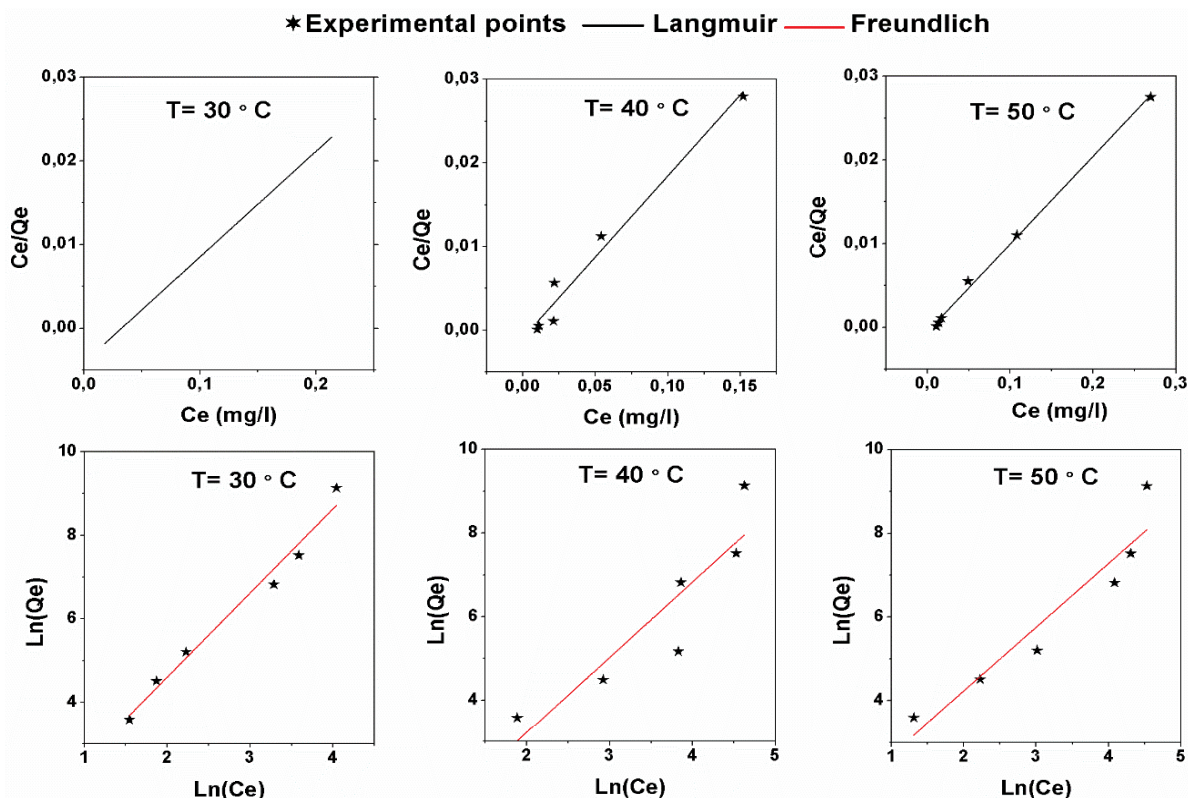 Experimental points Langmuir Freundlich
T= 30 ° C
T= 40 ° C
T= 50 ° C
Ce/Qe
0,03
0,02
0,01
0,00
0,0 0,1 0,2
Ce (mg/l)
Ce/Qe
0,03
0,02
0,01
0,00
0,00 0,05 0,10 0,15
Ce (mg/l)
Ce/Qe
0,03
0,02
0,01
0,00
0,0 0,1 0,2 0,3
Ce (mg/l)
T= 30 ° C
T= 40 ° C
T= 50 ° C
Ln(Qe)
10
8
6
4
1 2 3 4
Ln(Ce)
Ln(Qe)
10
8
6
4
2 3 4 5
Ln(Ce)
Ln(Qe)
10
8
6
4
1 2 3 4 5
Ln(Ce)